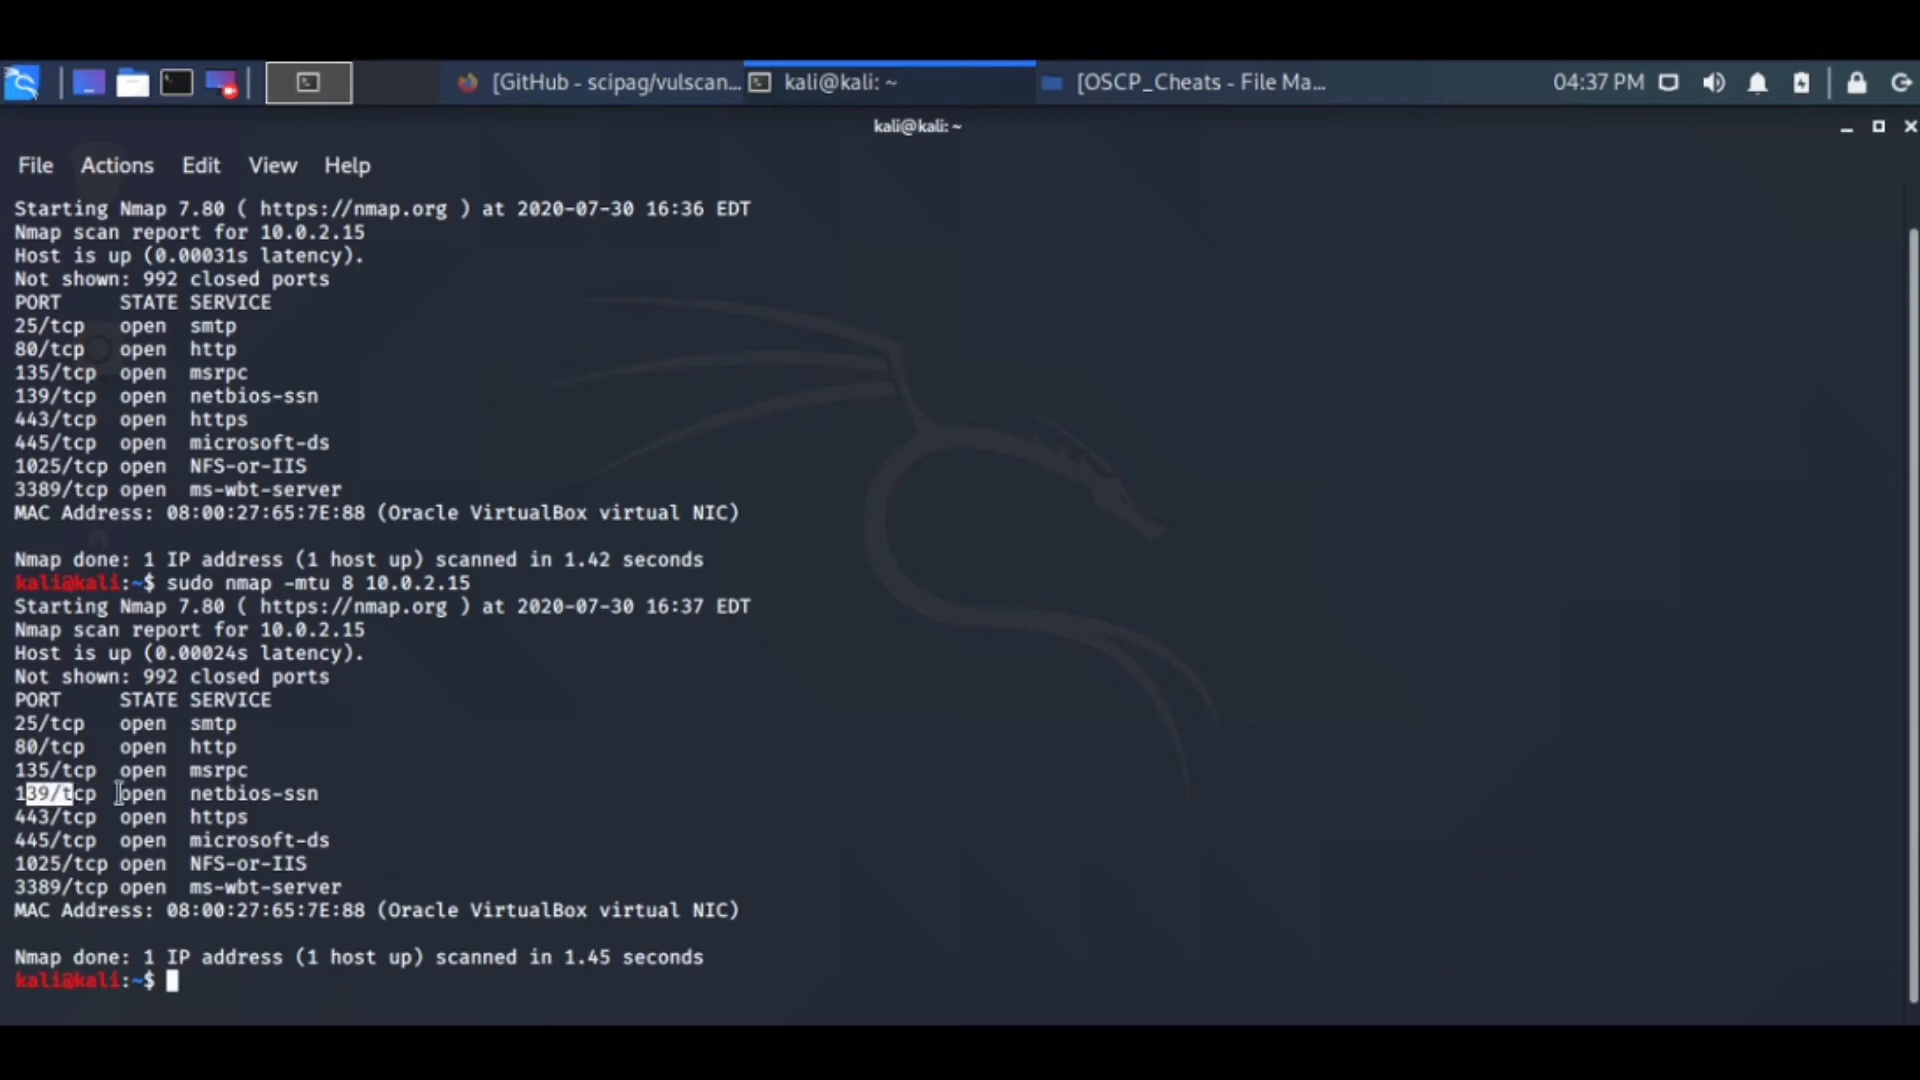 [GitHub - scipag/vulscan... kali@kali: ~ [OSCP_Cheats - File Ma... 04:37 PM
kali@kali: ~
File Actions Edit View Help
Starting Nmap 7.80 ( https://nmap.org ) at 2020-07-30 16:36 EDT
Nmap scan report for 10.0.2.15
Host is up (0.00031s latency).
Not shown: 992 closed ports
PORT     STATE SERVICE
25/tcp   open  smtp
80/tcp   open  http
135/tcp  open  msrpc
139/tcp  open  netbios-ssn
443/tcp  open  https
445/tcp  open  microsoft-ds
1025/tcp open  NFS-or-IIS
3389/tcp open  ms-wbt-server
MAC Address: 08:00:27:65:7E:88 (Oracle VirtualBox virtual NIC)
Nmap done: 1 IP address (1 host up) scanned in 1.42 seconds
kali@kali:~$ sudo nmap -mtu 8 10.0.2.15
Starting Nmap 7.80 ( https://nmap.org ) at 2020-07-30 16:37 EDT
Nmap scan report for 10.0.2.15
Host is up (0.00024s latency).
Not shown: 992 closed ports
PORT     STATE SERVICE
25/tcp   open  smtp
80/tcp   open  http
135/tcp  open  msrpc
139/tcp  open  netbios-ssn
443/tcp  open  https
445/tcp  open  microsoft-ds
1025/tcp open  NFS-or-IIS
3389/tcp open  ms-wbt-server
MAC Address: 08:00:27:65:7E:88 (Oracle VirtualBox virtual NIC)
Nmap done: 1 IP address (1 host up) scanned in 1.45 seconds
kali@kali:~$